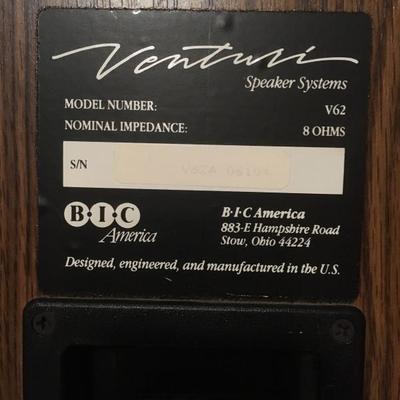 Venturi
Speaker Systems
MODEL NUMBER: V62
NOMINAL IMPEDANCE: 8 OHMS
S/N
B·I·C
America
B·I·C America
883-E Hampshire Road
Stow, Ohio 44224
Designed, engineered, and manufactured in the U.S.